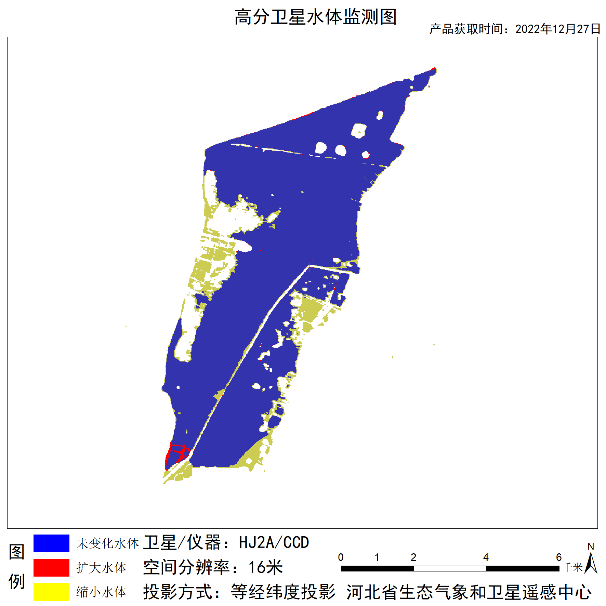 高分卫星水体监测图
产品获取时间：2022年12月27日
图例
未变化水体
扩大水体
缩小水体
卫星/仪器：HJ2A/CCD
空间分辨率：16米
投影方式：等经纬度投影 河北省生态气象和卫星遥感中心
0 1 2 4 6 千米
N